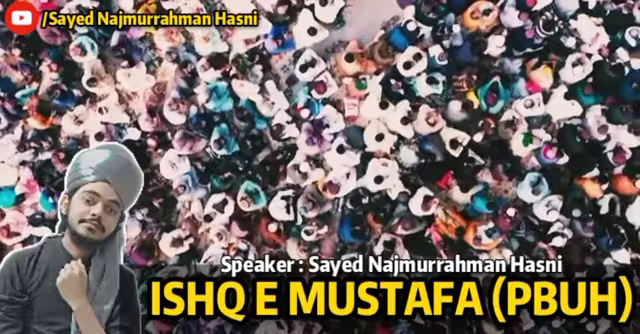 /Sayed Najmurrahman Hasni
Speaker : Sayed Najmurrahman Hasni
ISHQ E MUSTAFA (PBUH)